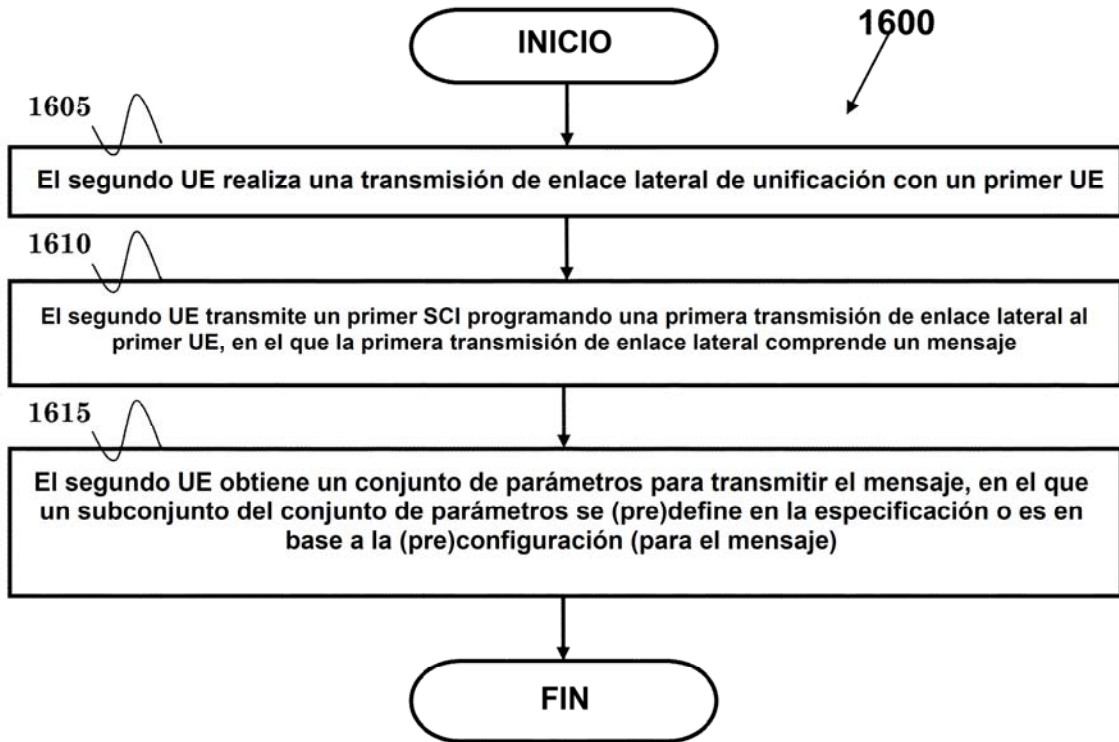 INICIO
1600
1605
El segundo UE realiza una transmisión de enlace lateral de unificación con un primer UE
1610
El segundo UE transmite un primer SCI programando una primera transmisión de enlace lateral al
primer UE, en el que la primera transmisión de enlace lateral comprende un mensaje
1615
El segundo UE obtiene un conjunto de parámetros para transmitir el mensaje, en el que
un subconjunto del conjunto de parámetros se (pre)define en la especificación o es en
base a la (pre)configuración (para el mensaje)
FIN